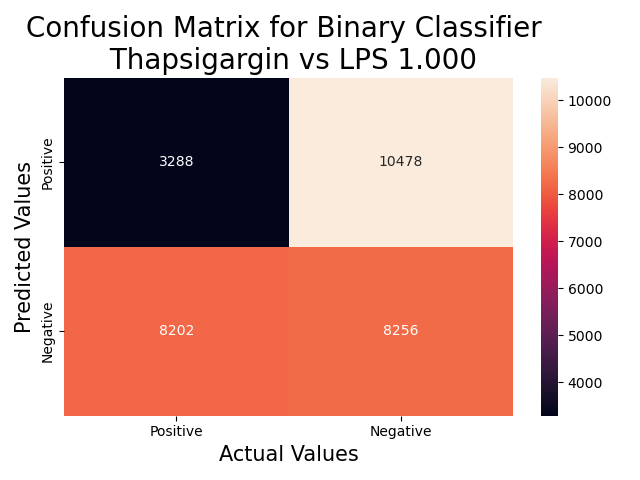 Confusion Matrix for Binary Classifier
Thapsigargin vs LPS 1.000
Predicted Values
Positive
Negative
3288
10478
8202
8256
Positive
Negative
Actual Values
10000
9000
8000
7000
6000
5000
4000